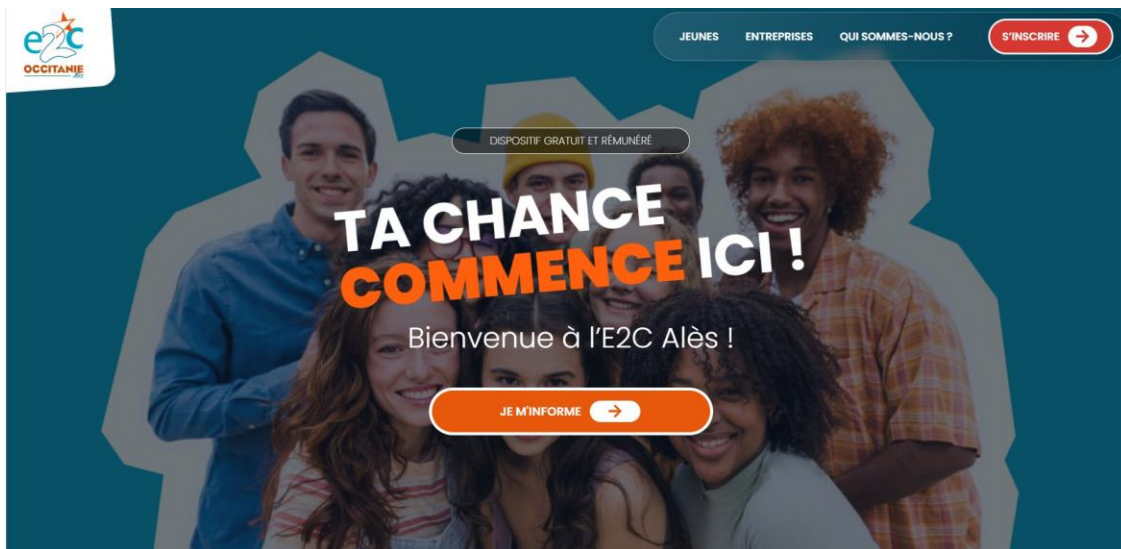 e2c
OCCITANIE
JEUNES
ENTREPRISES
QUI SOMMES-NOUS ?
S'INSCRIRE
DISPOSITIF GRATUIT ET RÉMUNÉRÉ
TA CHANCE
COMMENCE ICI !
Bienvenue à l'E2C Alès !
JE M'INFORME